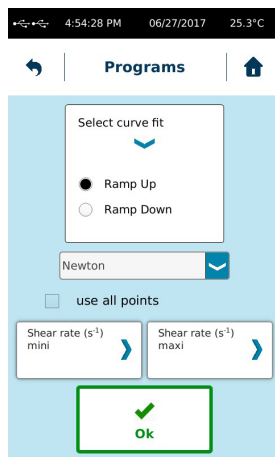 4:54:28 PM 06/27/2017 25.3°C
Programs
Select curve fit
Ramp Up
Ramp Down
Newton
use all points
Shear rate (s⁻¹) Shear rate (s⁻¹)
mini maxi
Ok